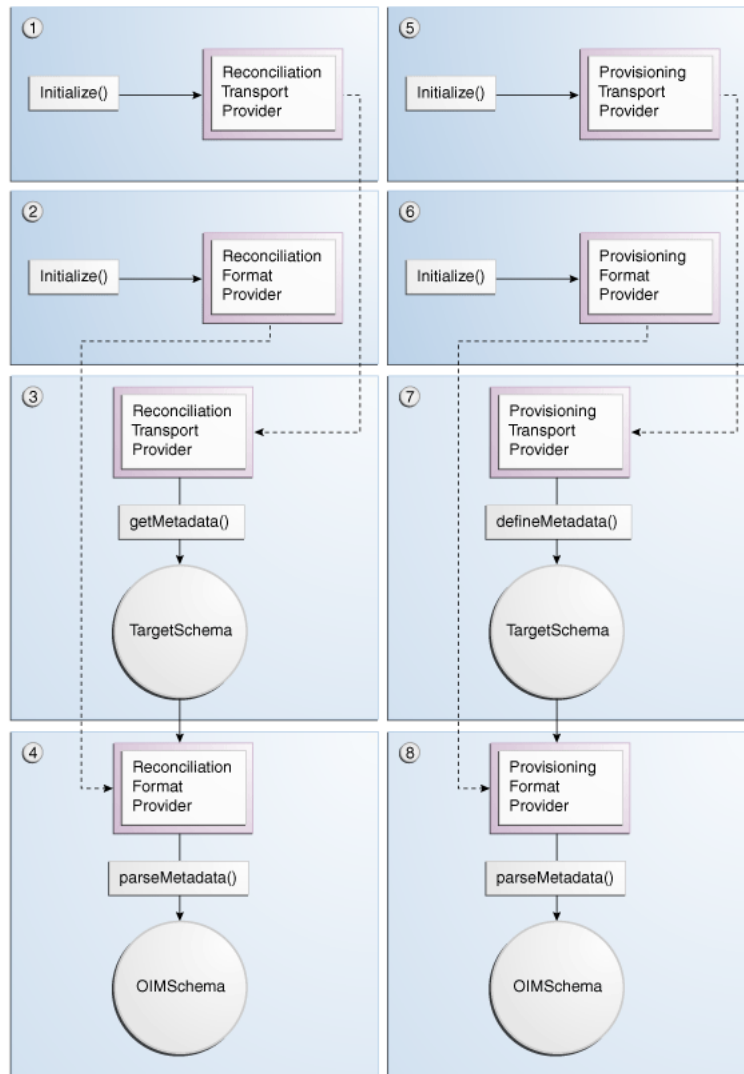 1
Initialize()
Reconciliation
Transport
Provider
2
Initialize()
Reconciliation
Format
Provider
3
Reconciliation
Transport
Provider
getMetadata()
TargetSchema
4
Reconciliation
Format
Provider
parseMetadata()
OIMSchema
5
Initialize()
Provisioning
Transport
Provider
6
Initialize()
Provisioning
Format
Provider
7
Provisioning
Transport
Provider
defineMetadata()
TargetSchema
8
Provisioning
Format
Provider
parseMetadata()
OIMSchema